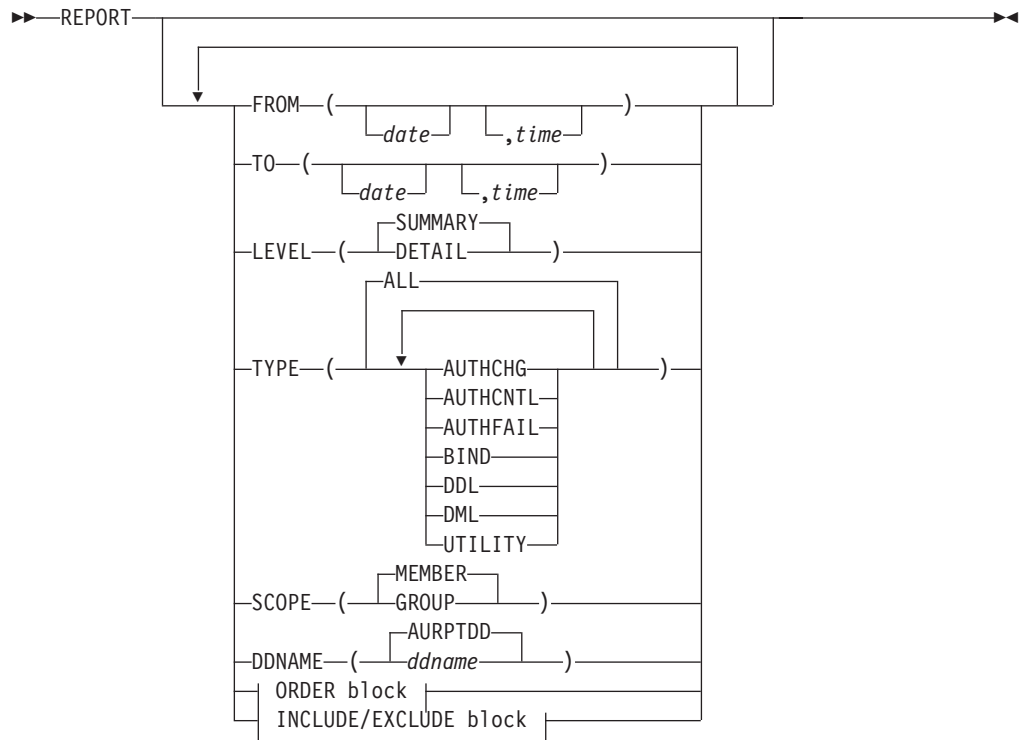 REPORT
FROM ( date ,time )
TO ( date ,time )
SUMMARY
LEVEL ( DETAIL )
ALL
TYPE ( AUTHCHG )
AUTHCNTL
AUTHFAIL
BIND
DDL
DML
UTILITY
MEMBER
SCOPE ( GROUP )
AURPTDD
DDNAME ( ddname )
ORDER block
INCLUDE/EXCLUDE block